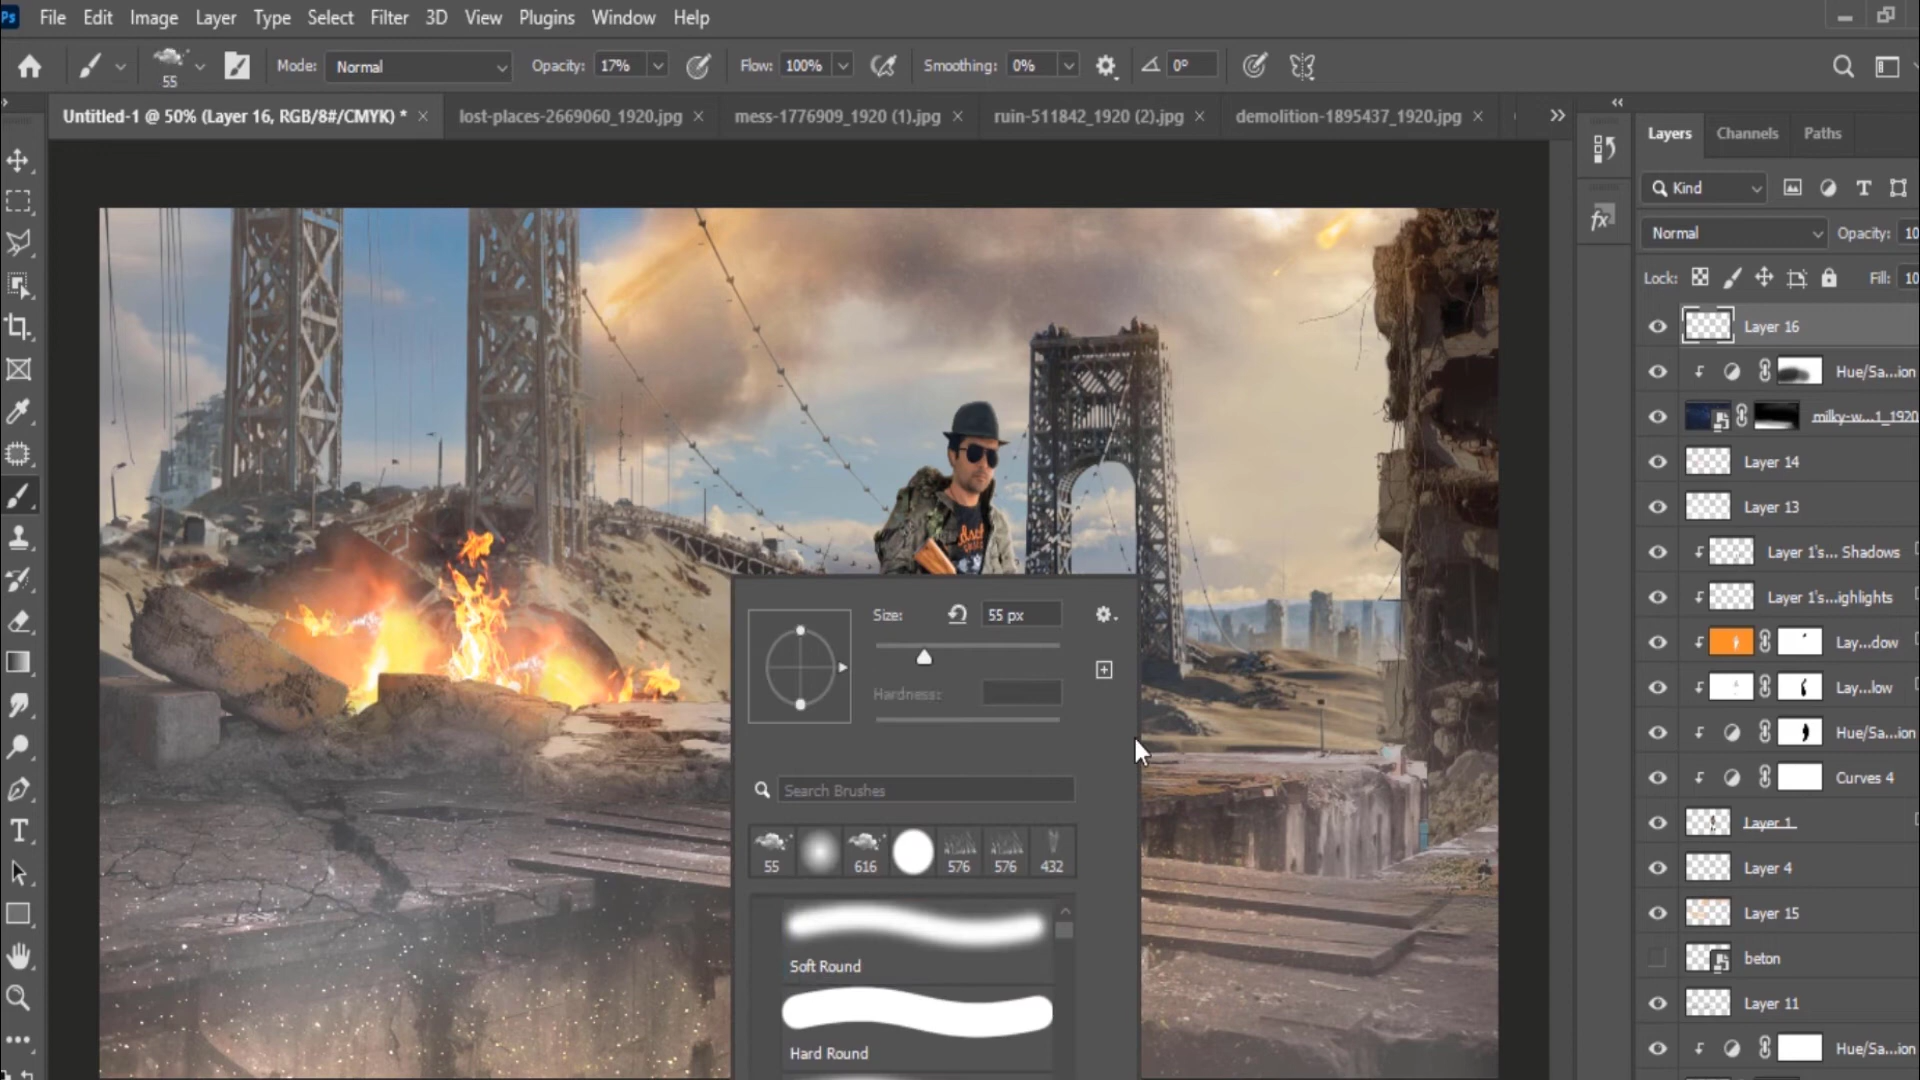 Ps File Edit Image Layer Type Select Filter 3D View Plugins Window Help
55 Mode: Normal Opacity: 17% Flow: 100% Smoothing: 0% 0°
Untitled-1 @ 50% (Layer 16, RGB/8#/CMYK) * lost-places-2669060_1920.jpg mess-1776909_1920 (1).jpg ruin-511842_1920 (2).jpg demolition-1895437_1920.jpg
Layers Channels Paths
Kind
Normal Opacity: 10
Lock: Fill: 10
fx
Layer 16
Hue/Sa...ion
milky-w...1_1920
Layer 14
Layer 13
Layer 1's... Shadows
Layer 1's...ighlights
Lay...dow
Lay...low
Hue/Sa...ion
Curves 4
Layer 1
Layer 4
Layer 15
beton
Layer 11
Hue/Sa...ion
Size: 55 px
Hardness:
Search Brushes
55 616 576 576 432
Soft Round
Hard Round